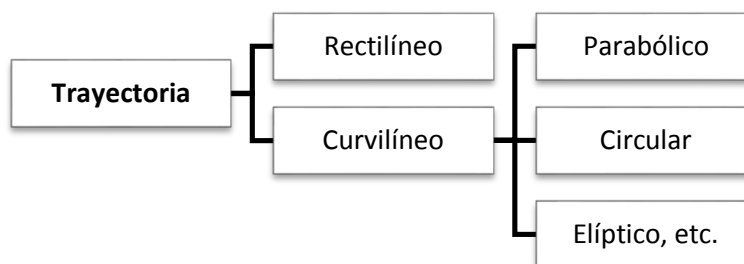 Trayectoria
Rectilíneo
Curvilíneo
Parabólico
Circular
Elíptico, etc.